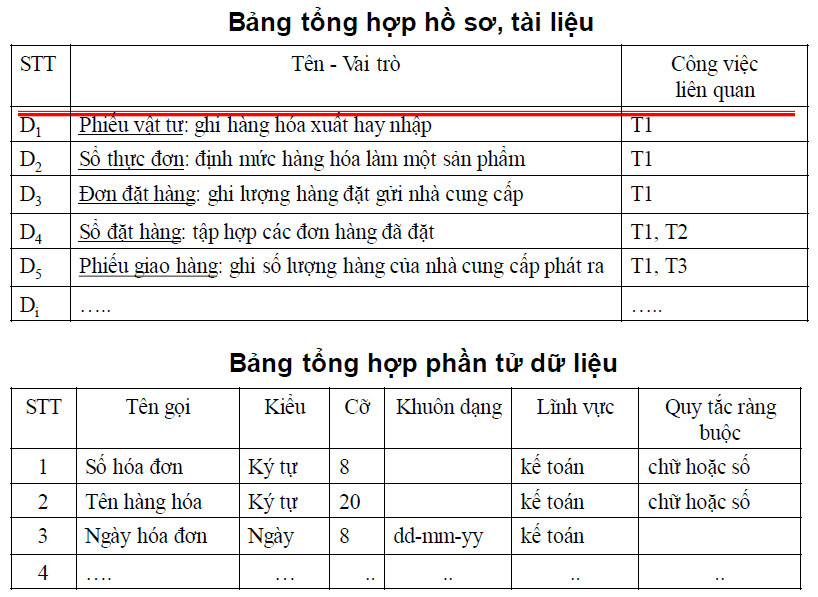 Bảng tổng hợp hồ sơ, tài liệu
STT Tên - Vai trò Công việc
liên quan
D1 Phiếu vật tư: ghi hàng hóa xuất hay nhập T1
D2 Sổ thực đơn: định mức hàng hóa làm một sản phẩm T1
D3 Đơn đặt hàng: ghi lượng hàng đặt gửi nhà cung cấp T1
D4 Sổ đặt hàng: tập hợp các đơn hàng đã đặt T1, T2
D5 Phiếu giao hàng: ghi số lượng hàng của nhà cung cấp phát ra T1, T3
Di ….. …..
Bảng tổng hợp phần tử dữ liệu
STT Tên gọi Kiểu Cỡ Khuôn dạng Lĩnh vực Quy tắc ràng
buộc
1 Số hóa đơn Ký tự 8 kế toán chữ hoặc số
2 Tên hàng hóa Ký tự 20 kế toán chữ hoặc số
3 Ngày hóa đơn Ngày 8 dd-mm-yy kế toán
4 …. … .. .. .. ..